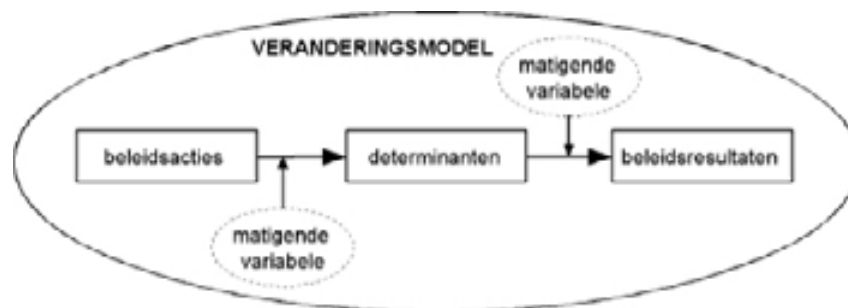 VERANDERINGSMODEL
matigende
variabele
beleidsacties
determinanten
beleidsresultaten
matigende
variabele